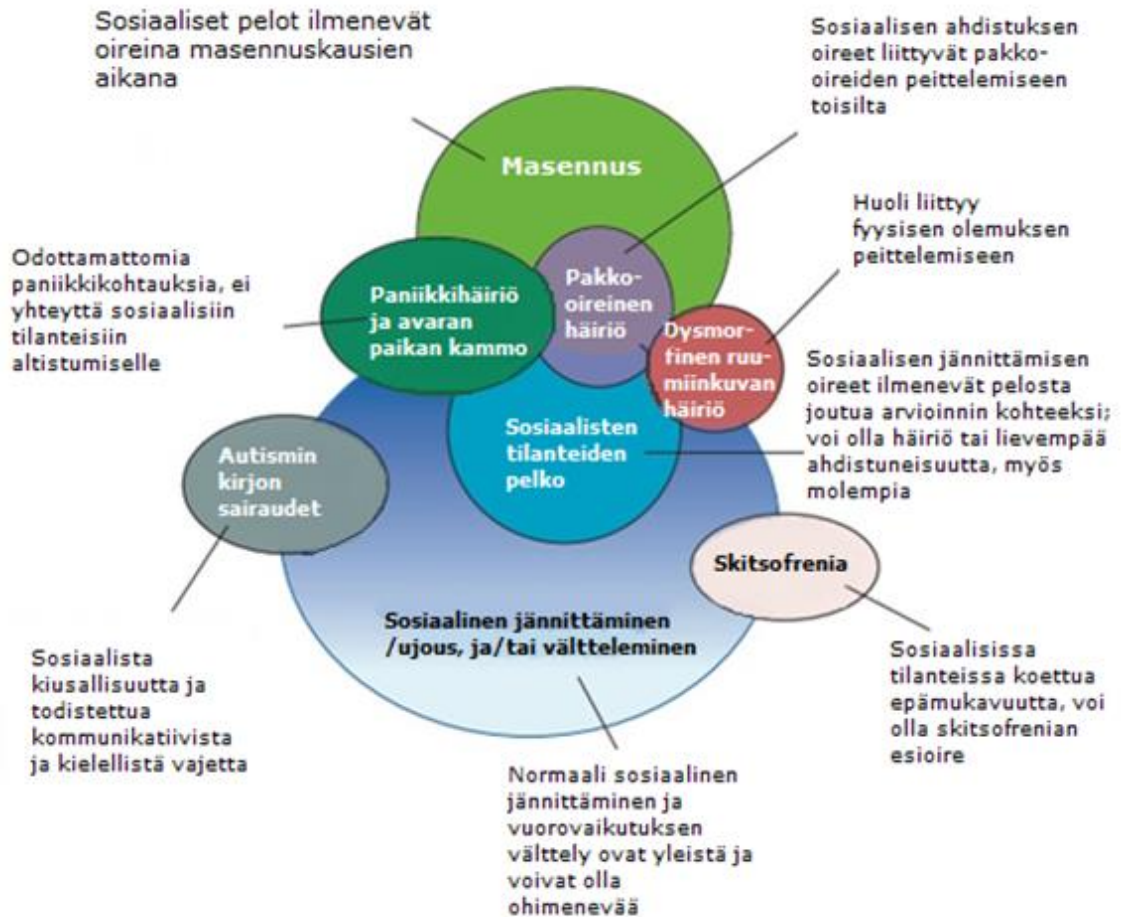 Sosiaaliset pelot ilmenevät
oireina masennuskausien
aikana
Sosiaalisen ahdistuksen
oireet liittyvät pakko-
oireiden peittelemiseen
toisilta
Masennus
Huoli liittyy
fyysisen olemuksen
peittelemiseen
Odottamattomia
paniikkikohtauksia, ei
yhteyttä sosiaalisiin
tilanteisiin
altistumiselle
Paniikkihäiriö
ja avaran
paikan kammo
Pakko-
oireinen
häiriö
Dysmor-
finen ruu-
miinkuvan
häiriö
Sosiaalisen jännittämisen
oireet ilmenevät pelosta
joutua arvioinnin kohteeksi;
voi olla häiriö tai lievempää
ahdistuneisuutta, myös
molempia
Sosiaalisten
tilanteiden
pelko
Autismin
kirjon
sairaudet
Skitsofrenia
Sosiaalinen jännittäminen
/ujous, ja/tai vältteleminen
Sosiaalista
kiusallisuutta ja
todistettua
kommunikatiivista
ja kielellistä vajetta
Sosiaalisissa
tilanteissa koettua
epämukavuutta, voi
olla skitsofrenian
esioire
Normaali sosiaalinen
jännittäminen ja
vuorovaikutuksen
välttely ovat yleistä ja
voivat olla
ohimenevää